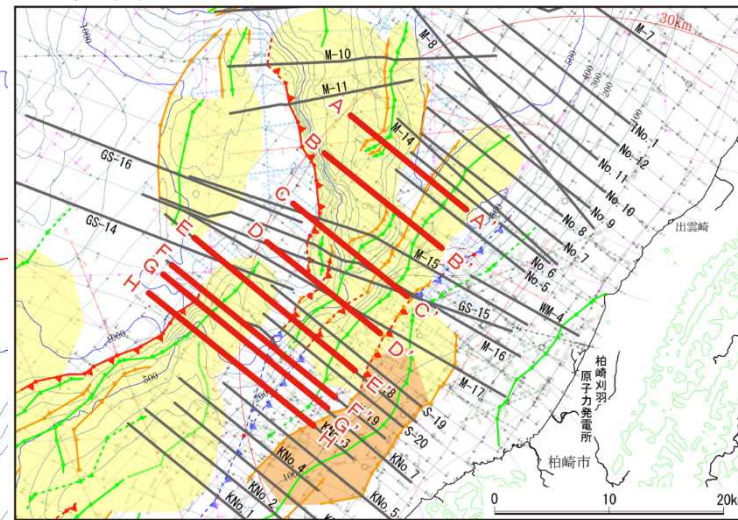 30km
M-7
M-8
M-10
M-11
1000
A
B
M-14
GS-16
C
1No.1
No.12
No.11
No.10
No.9
No.8
No.7
No.6
No.5
出雲崎
A'
D
E
GS-14
F
G
H
M-15
B'
GS-15
WM-4
C'
M-16
D'
M-17
E'
S-19
S-20
F'
G'
H'
KNo.7
KNo.5
KNo.4
KNo.2
KNo.1
柏崎刈羽
原子力発電所
柏崎市
0 10 20k